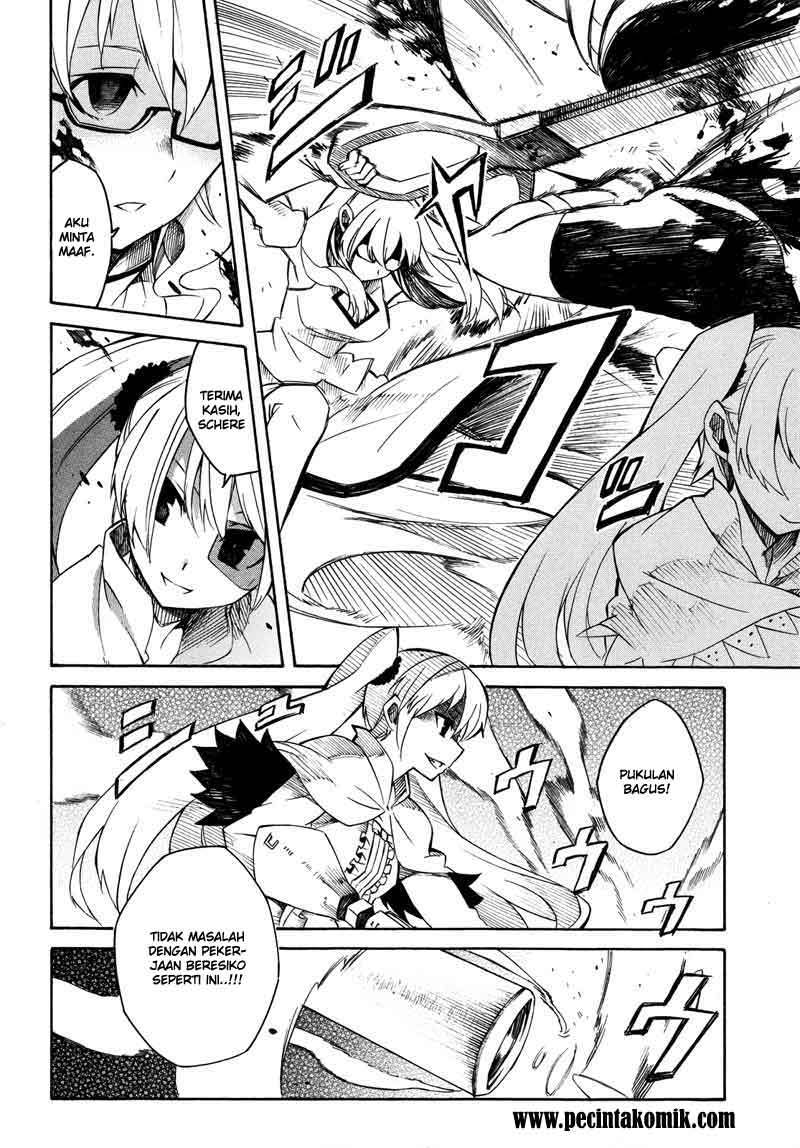 AKU
MINTA
MAAF.
TERIMA
KASIH,
SCHERE
PUKULAN
BAGUS!
TIDAK MASALAH
DENGAN PEKER-
JAAN BERESIKO
SEPERTI INI..!!!
www.pecintakomik.com